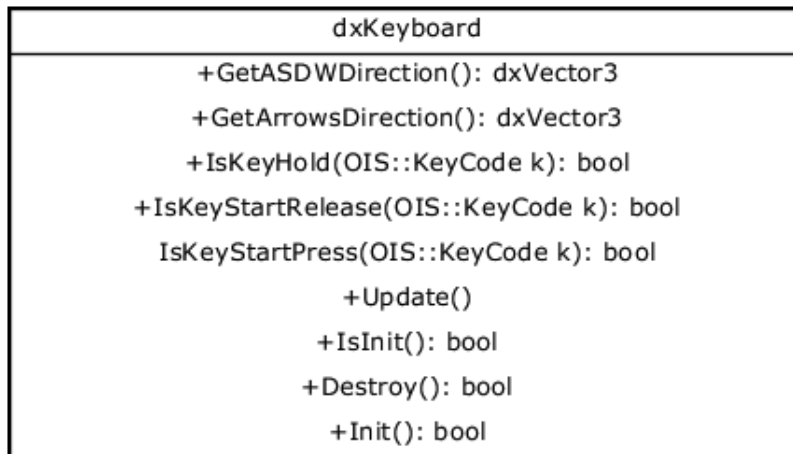 dxKeyboard
+GetASDWDirection(): dxVector3
+GetArrowsDirection(): dxVector3
+IsKeyHold(OIS::KeyCode k): bool
+IsKeyStartRelease(OIS::KeyCode k): bool
IsKeyStartPress(OIS::KeyCode k): bool
+Update()
+IsInit(): bool
+Destroy(): bool
+Init(): bool